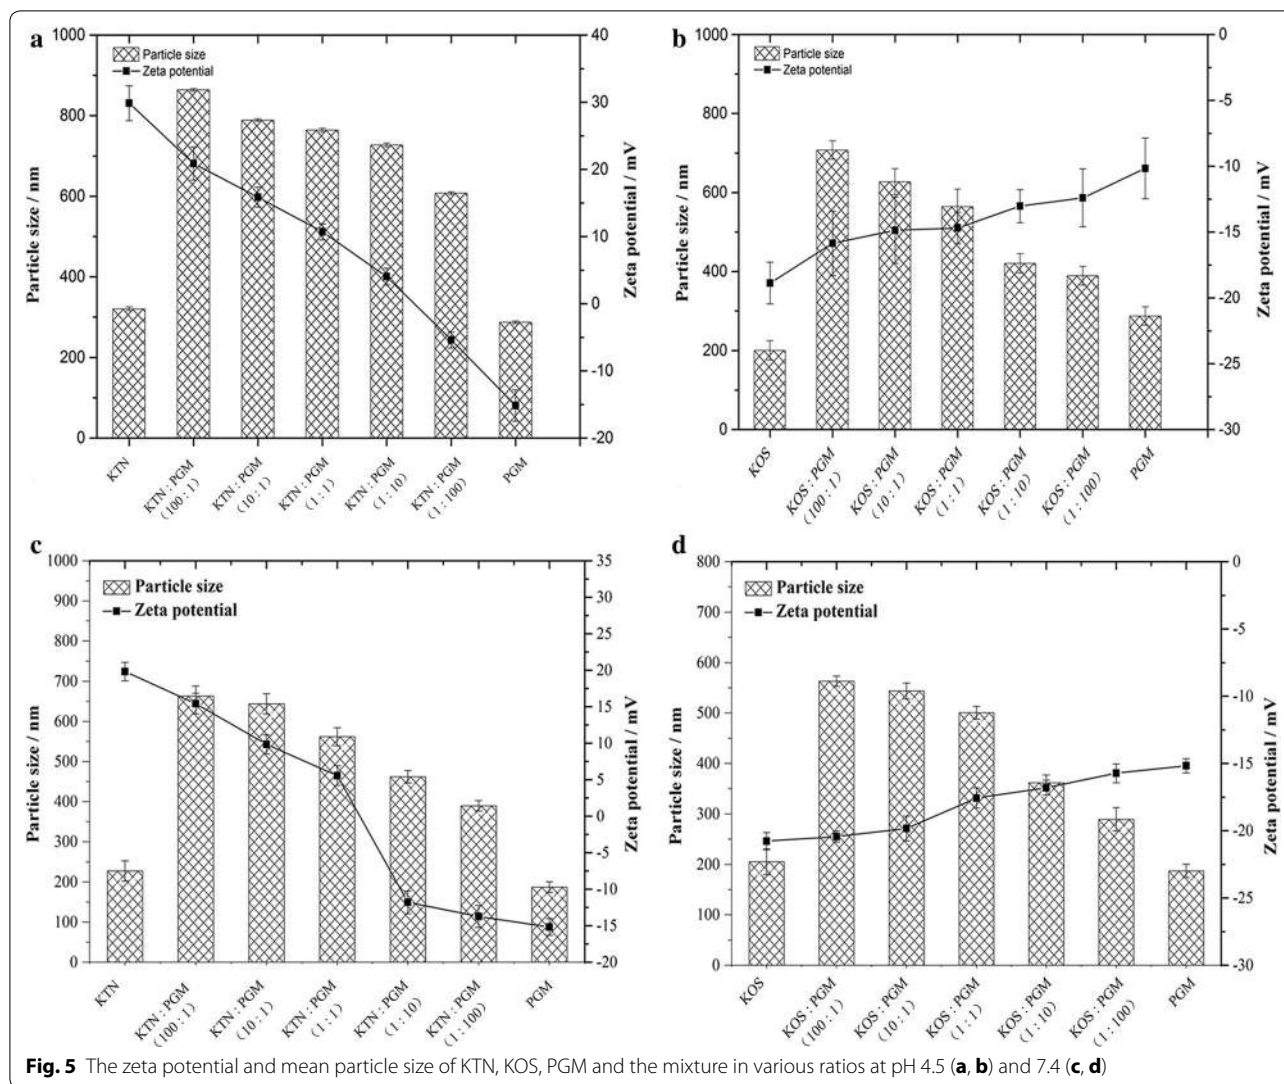 a
Particle size
Zeta potential
1000
800
600
400
200
0
Particle size / nm
40
30
20
10
0
-10
-20
Zeta potential / mV
KTN
KTN:PGM
(100:1)
KTN:PGM
(10:1)
KTN:PGM
(1:1)
KTN:PGM
(1:10)
KTN:PGM
(1:100)
PGM
b
Particle size
Zeta potential
1000
800
600
400
200
0
Particle size / nm
0
-5
-10
-15
-20
-25
-30
Zeta potential / mV
KOS
KOS:PGM
(100:1)
KOS:PGM
(10:1)
KOS:PGM
(1:1)
KOS:PGM
(1:10)
KOS:PGM
(1:100)
PGM
c
Particle size
Zeta potential
1000
900
800
700
600
500
400
300
200
100
0
Particle size / nm
35
30
25
20
15
10
5
0
-5
-10
-15
-20
Zeta potential / mV
KTN
KTN:PGM
(100:1)
KTN:PGM
(10:1)
KTN:PGM
(1:1)
KTN:PGM
(1:10)
KTN:PGM
(1:100)
PGM
d
Particle size
Zeta potential
800
700
600
500
400
300
200
100
0
Particle size / nm
0
-5
-10
-15
-20
-25
-30
Zeta potential / mV
KOS
KOS:PGM
(100:1)
KOS:PGM
(10:1)
KOS:PGM
(1:1)
KOS:PGM
(1:10)
KOS:PGM
(1:100)
PGM
Fig. 5 The zeta potential and mean particle size of KTN, KOS, PGM and the mixture in various ratios at pH 4.5 (a, b) and 7.4 (c, d)